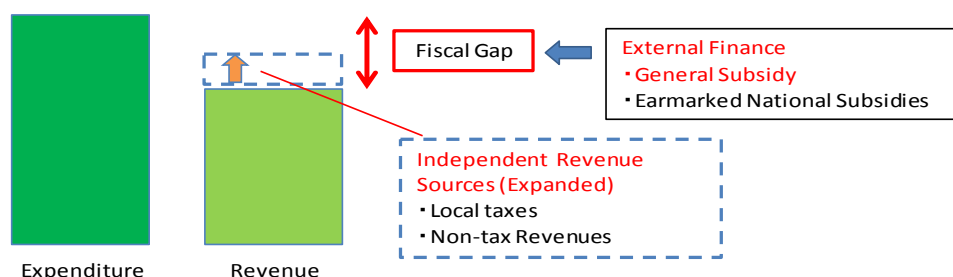 Fiscal Gap
External Finance
・General Subsidy
・Earmarked National Subsidies
Independent Revenue
Sources (Expanded)
・Local taxes
・Non-tax Revenues
Expenditure
Revenue